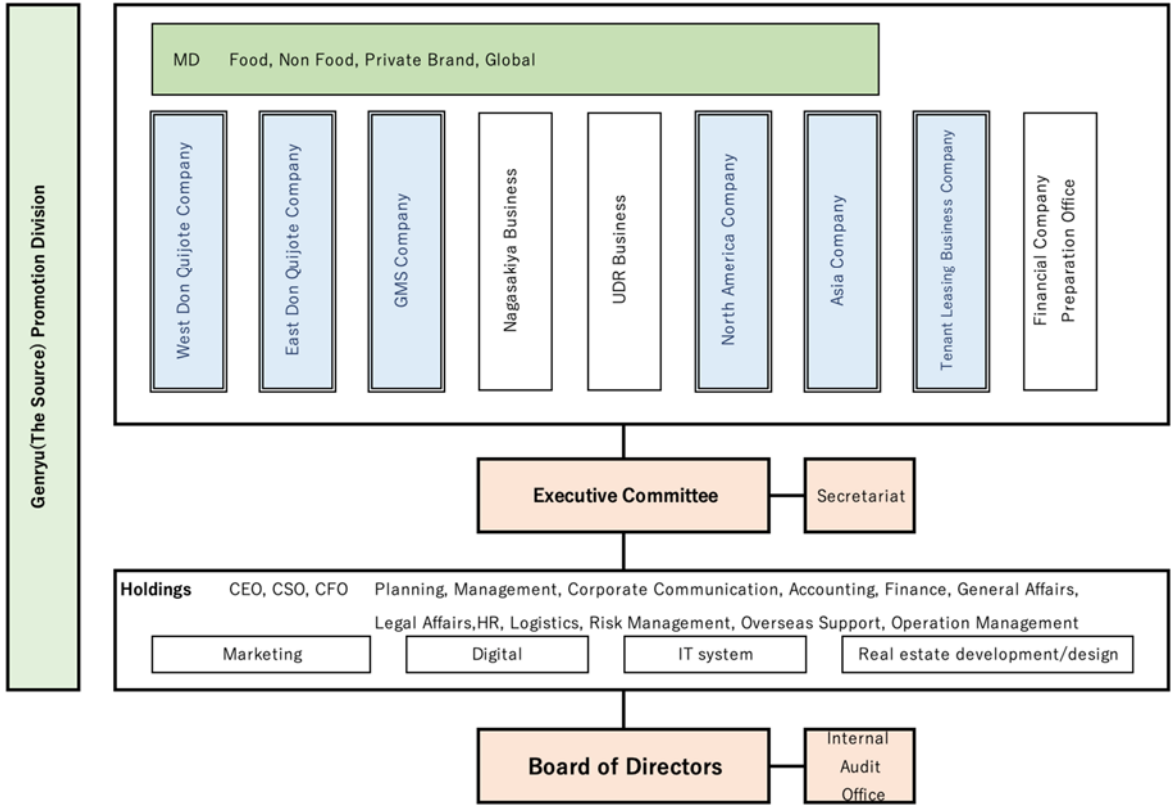 Genryu(The Source) Promotion Division
MD Food, Non Food, Private Brand, Global
West Don Quijote Company
East Don Quijote Company
GMS Company
Nagasakiya Business
UDR Business
North America Company
Asia Company
Tenant Leasing Business Company
Financial Company
Preparation Office
Executive Committee
Secretariat
Holdings CEO, CSO, CFO Planning, Management, Corporate Communication, Accounting, Finance, General Affairs,
Legal Affairs,HR, Logistics, Risk Management, Overseas Support, Operation Management
Marketing
Digital
IT system
Real estate development/design
Board of Directors
Internal
Audit
Office